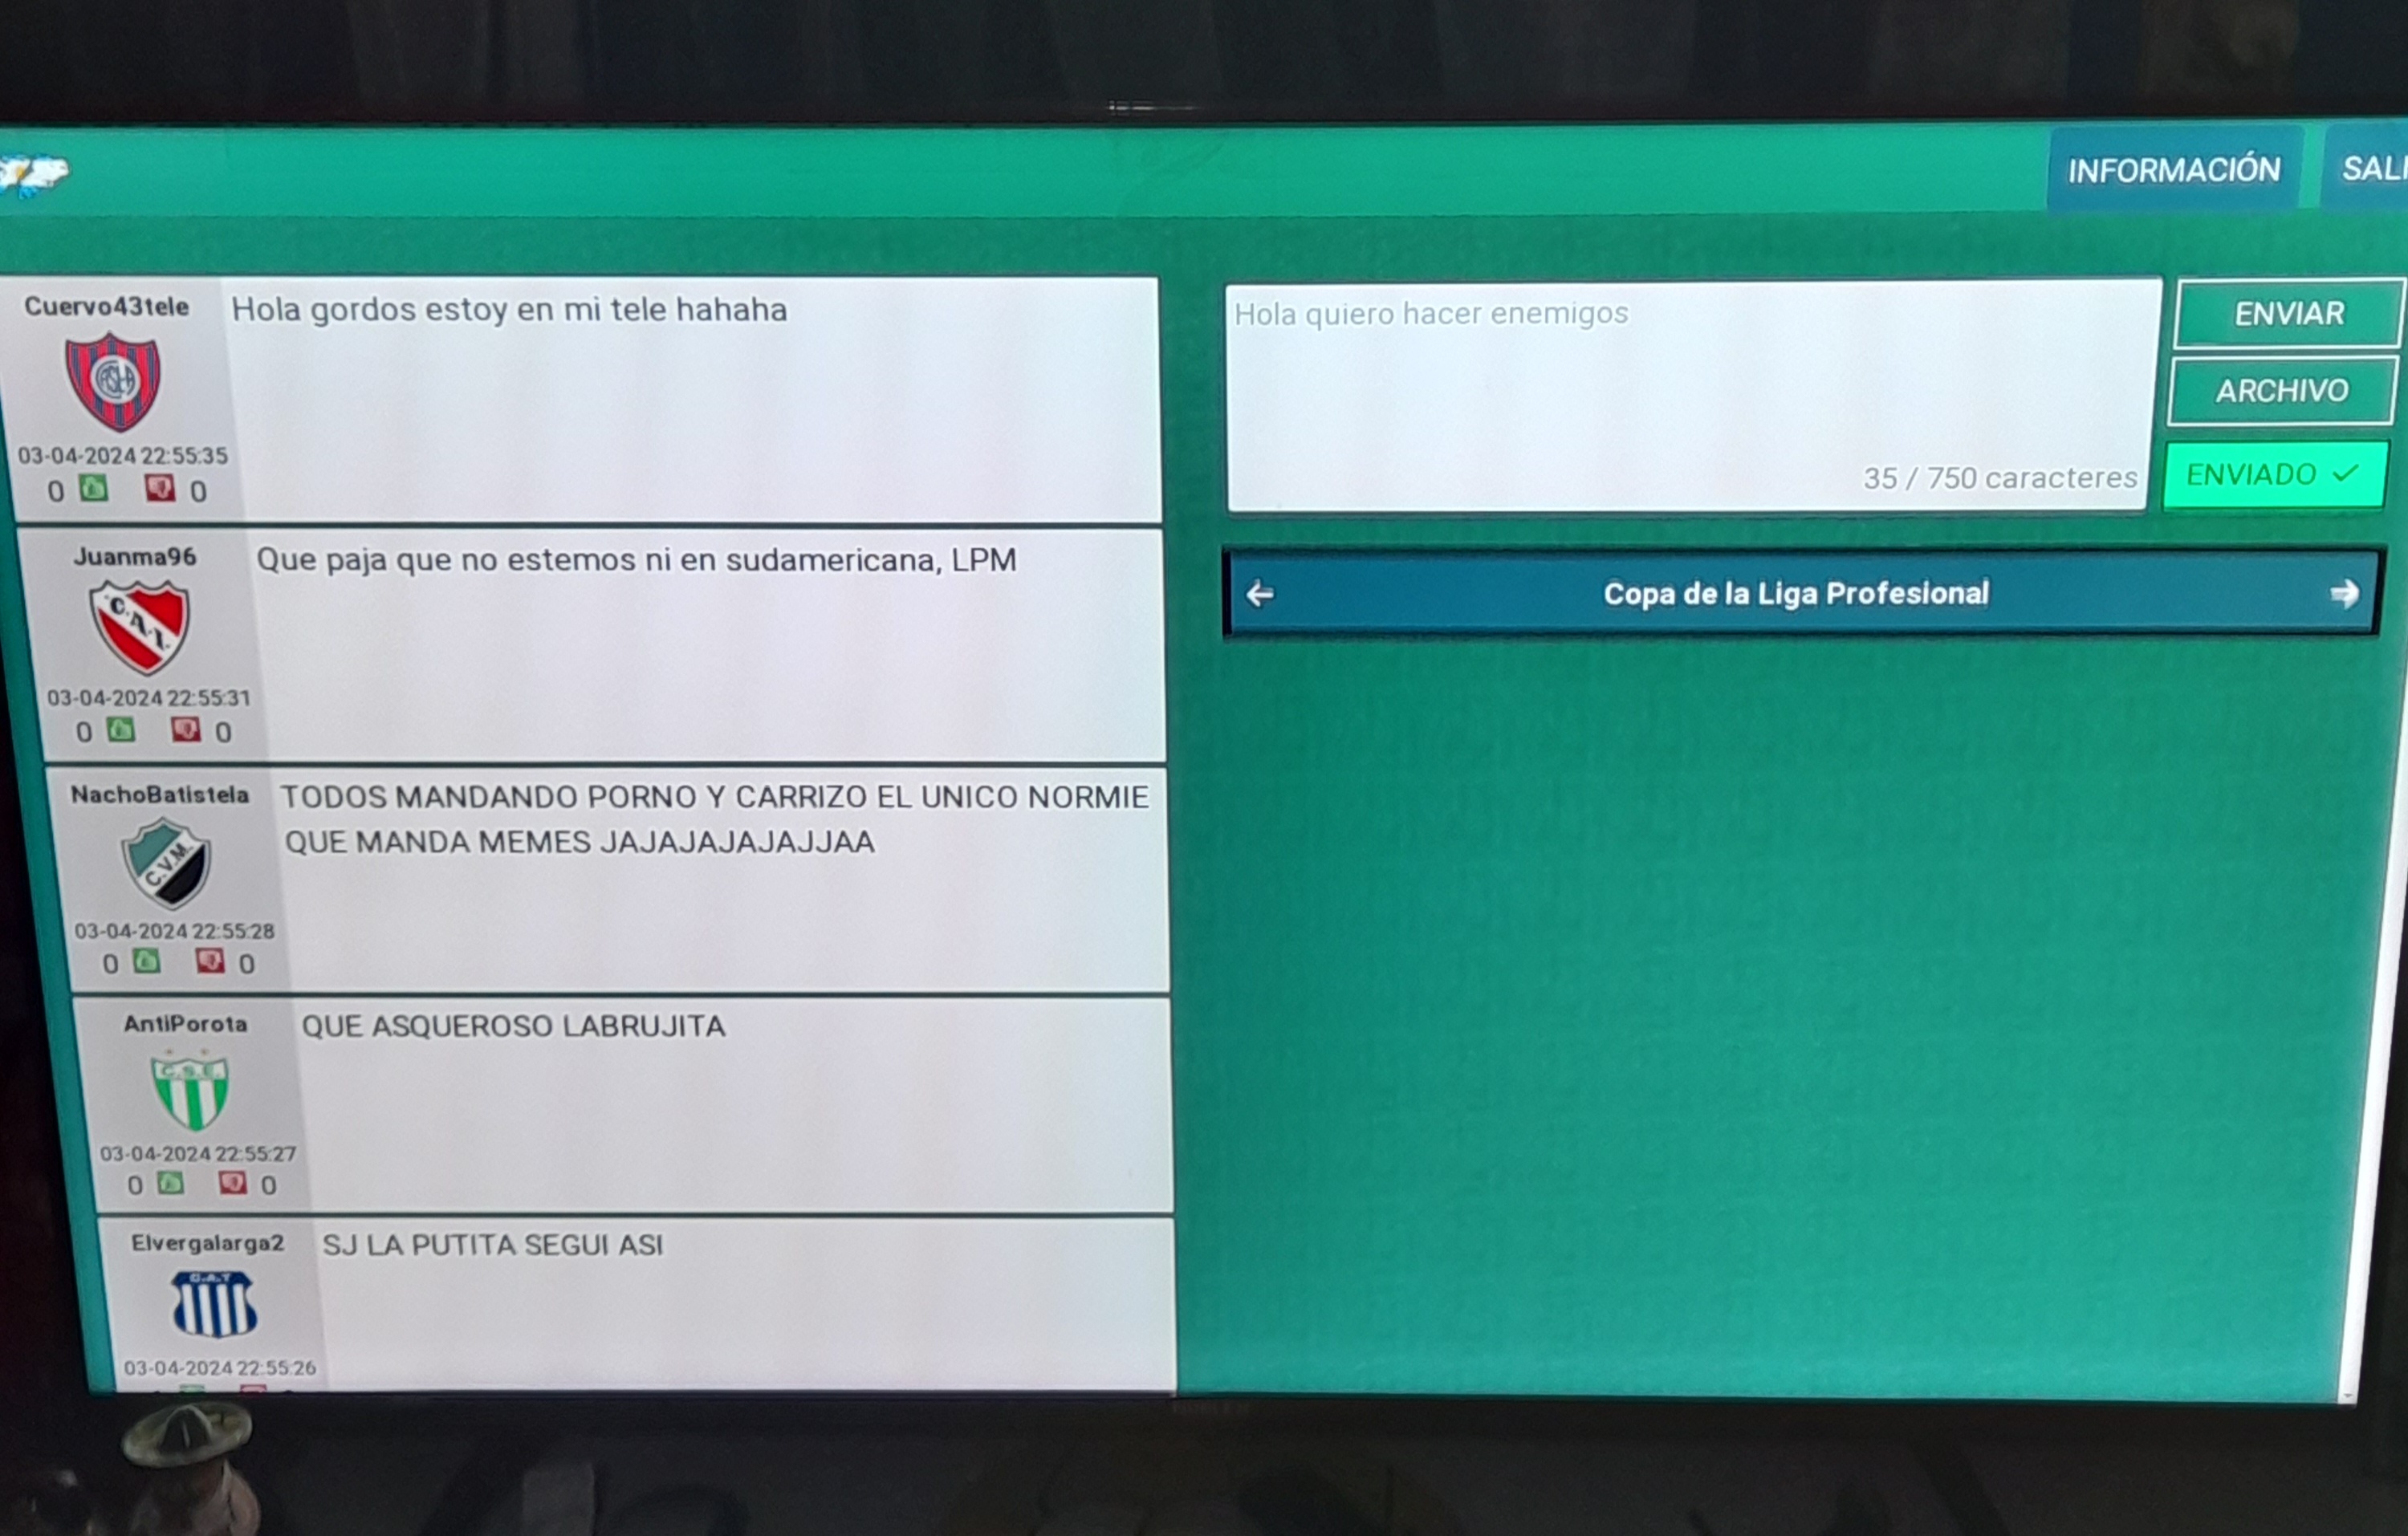 INFORMACIÓN
Cuervo43tele
Hola gordos estoy en mi tele hahaha
03-04-2024 22:55:35
0 0
Hola quiero hacer enemigos
35 / 750 caracteres
ENVIAR
ARCHIVO
ENVIADO ✓
Copa de la Liga Profesional
Juanma96
Que paja que no estemos ni en sudamericana, LPM
C.A.I.
03-04-2024 22:55:31
0 0
NachoBatistela
TODOS MANDANDO PORNO Y CARRIZO EL UNICO NORMIE
QUE MANDA MEMES JAJAJAJAJAJJAA
C.V.M.
03-04-2024 22:55:28
0 0
AntiPorota
QUE ASQUEROSO LABRUJITA
C.S.E.
03-04-2024 22:55:27
0 0
Elvergalarga2
SJ LA PUTITA SEGUI ASI
03-04-2024 22:55:26